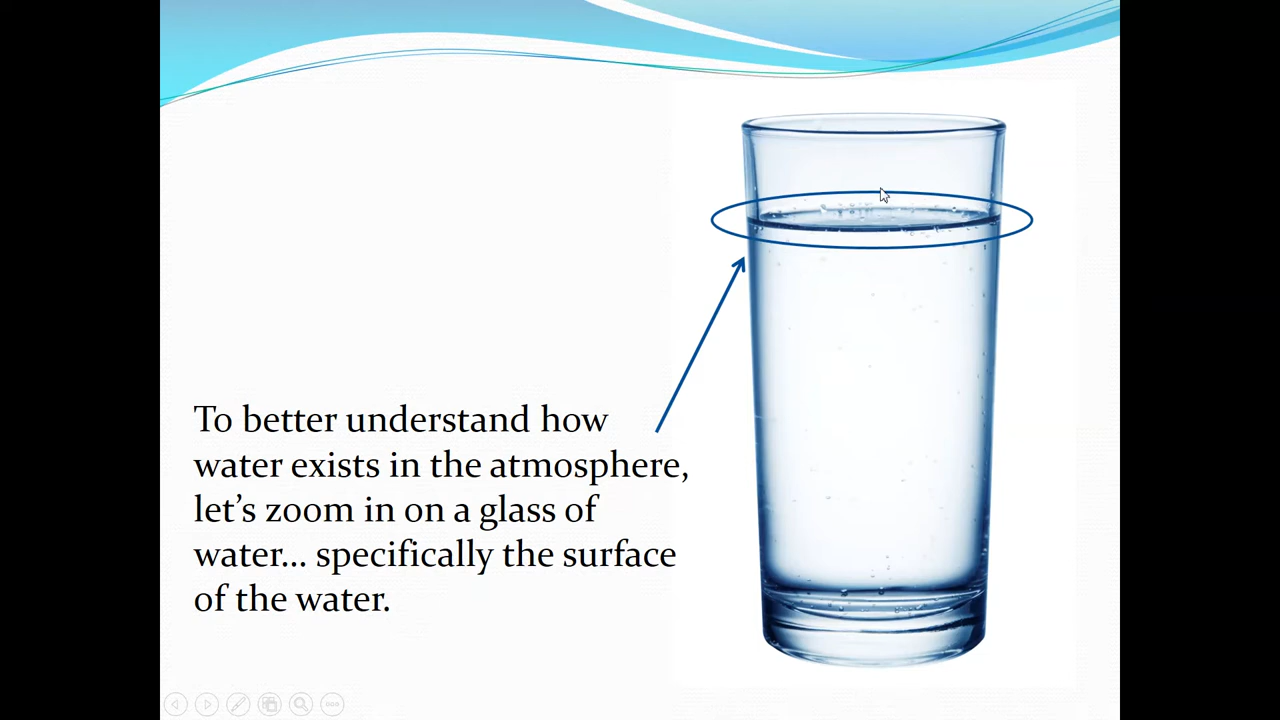 To better understand how
water exists in the atmosphere,
let’s zoom in on a glass of
water… specifically the surface
of the water.